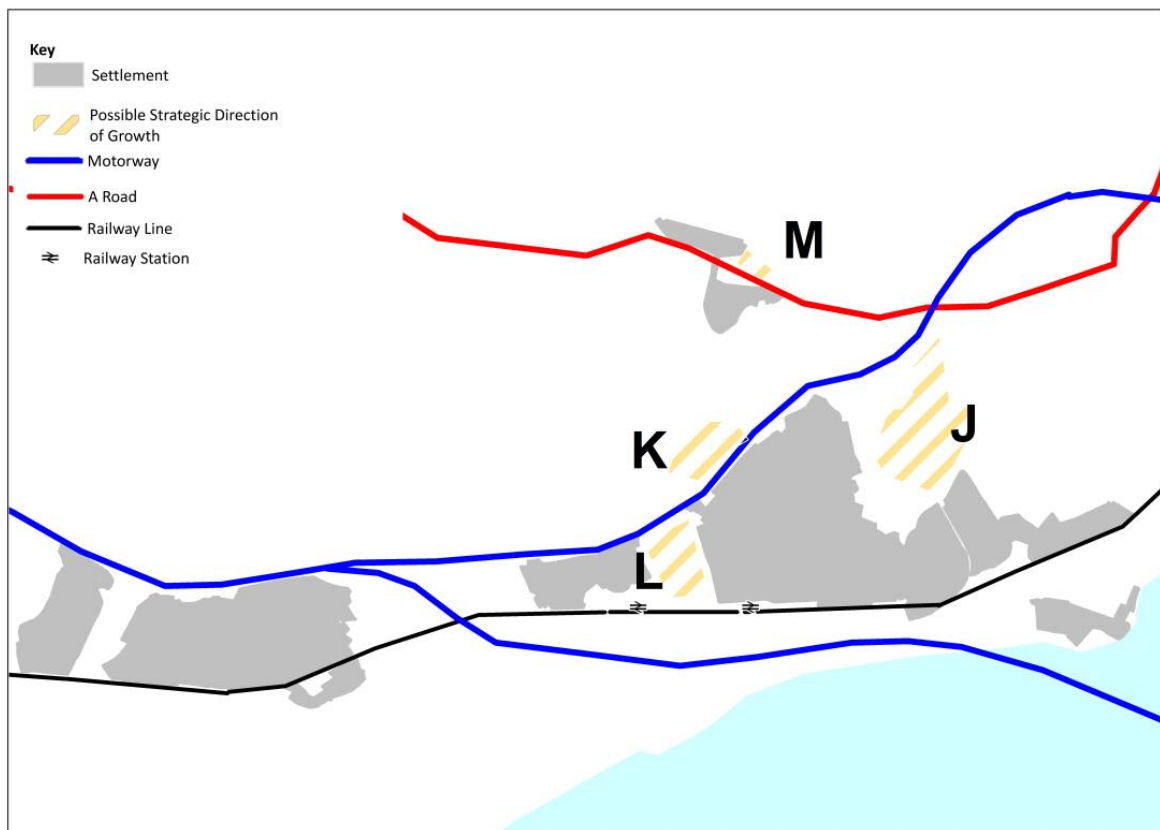 Key
Settlement
Possible Strategic Direction
of Growth
Motorway
A Road
Railway Line
Railway Station
M
J
K
L